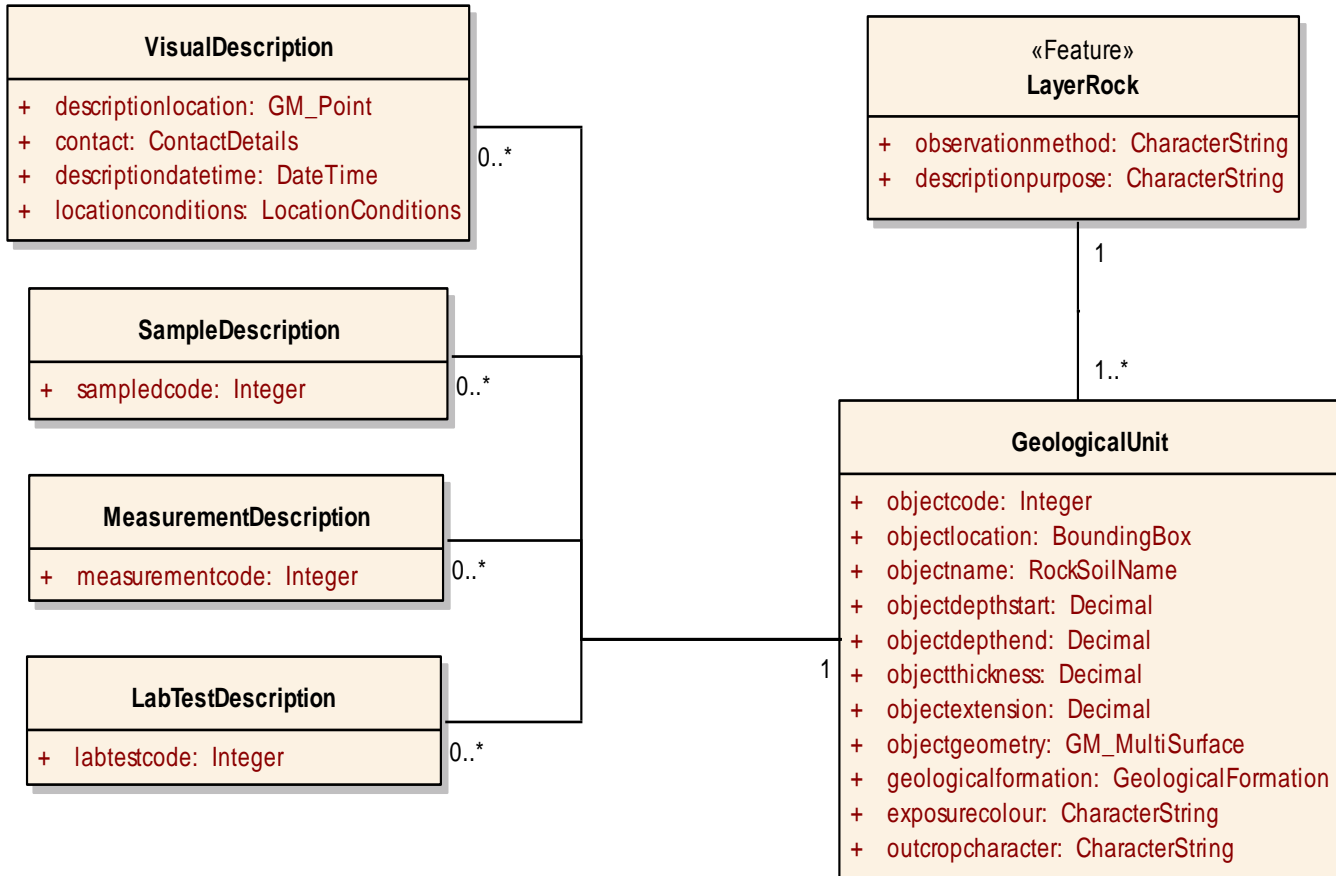 VisualDescription
+ descriptionlocation: GM_Point
+ contact: ContactDetails
+ descriptiondatetime: DateTime
+ locationconditions: LocationConditions
0..*
SampleDescription
+ sampledcode: Integer
0..*
MeasurementDescription
+ measurementcode: Integer
0..*
LabTestDescription
+ labtestcode: Integer
0..*
«Feature»
LayerRock
+ observationmethod: CharacterString
+ descriptionpurpose: CharacterString
1
1..*
GeologicalUnit
+ objectcode: Integer
+ objectlocation: BoundingBox
+ objectname: RockSoilName
+ objectdepthstart: Decimal
+ objectdepthend: Decimal
+ objectthickness: Decimal
+ objectextension: Decimal
+ objectgeometry: GM_MultiSurface
+ geologicalformation: GeologicalFormation
+ exposurecolour: CharacterString
+ outcropcharacter: CharacterString
1